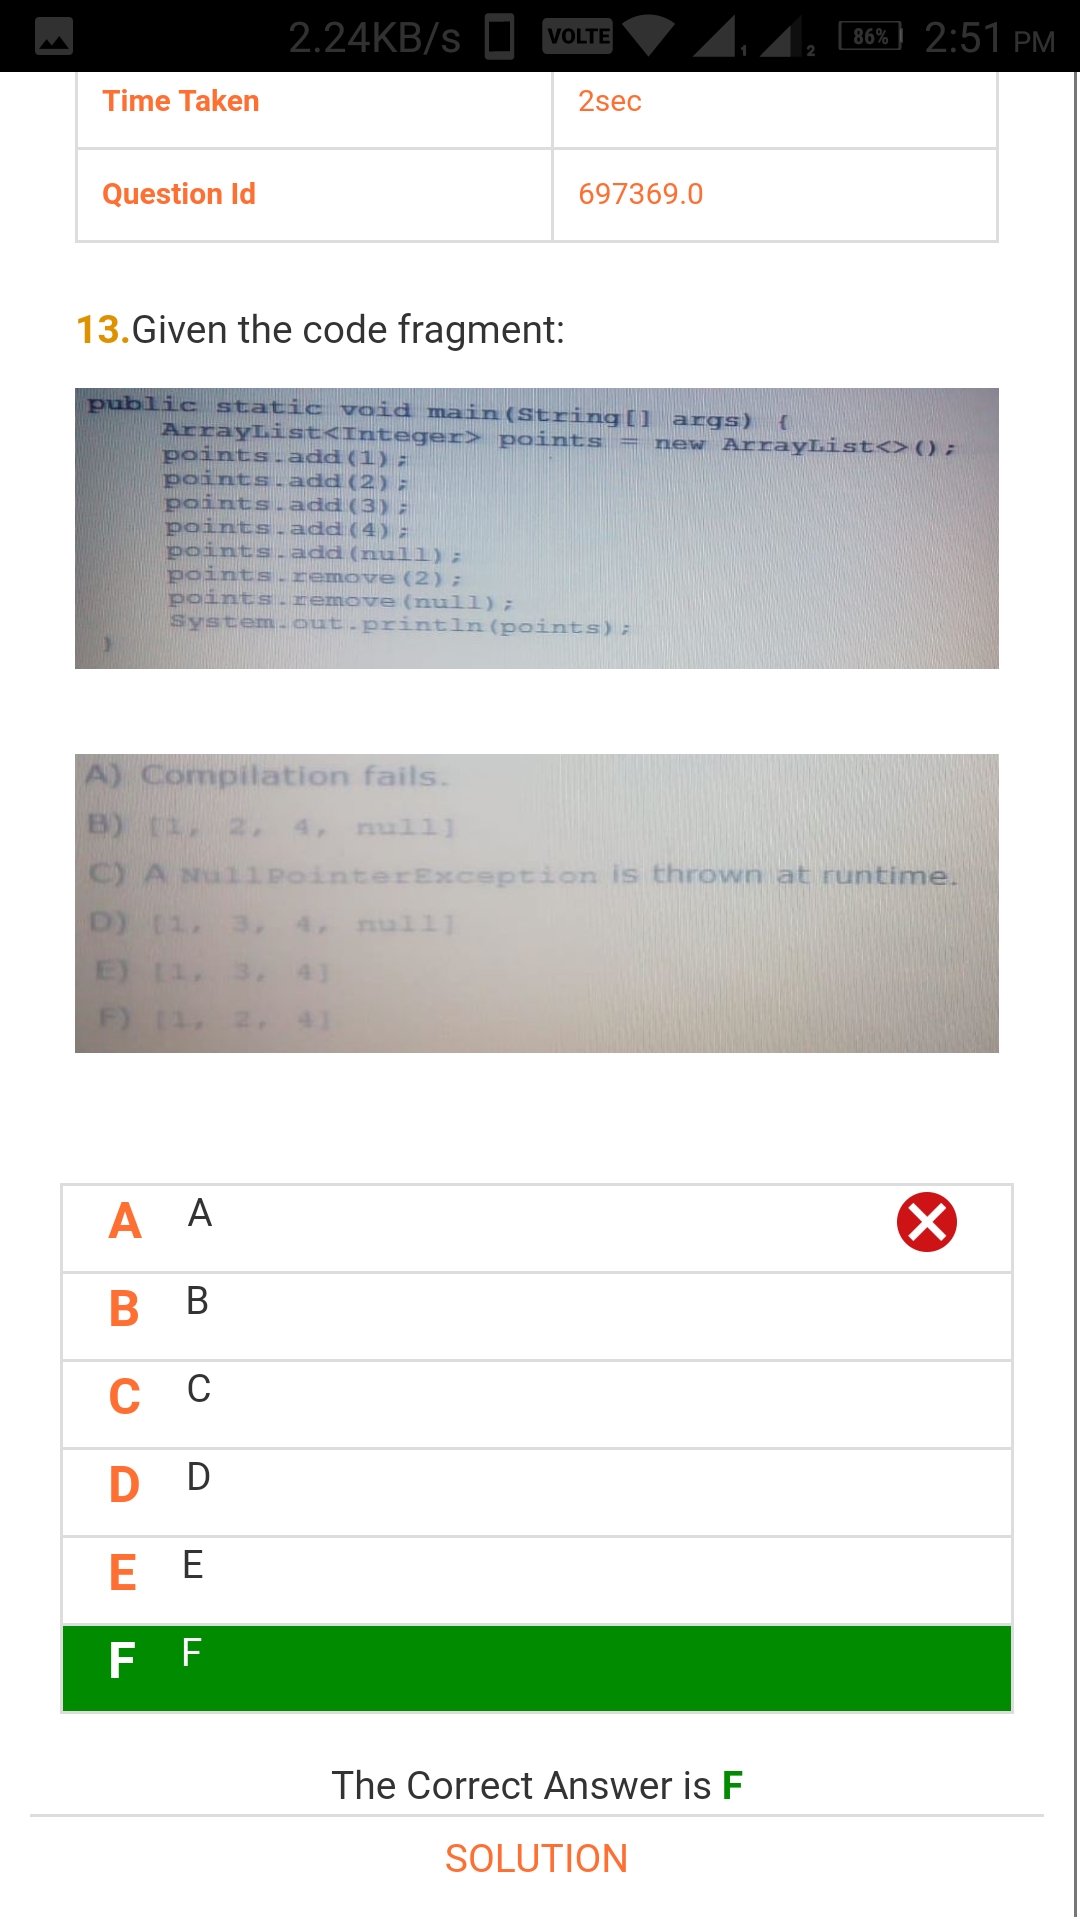 2.24KB/s VOLTE 1 2 86% 2:51 PM
Time Taken 2sec
Question Id 697369.0
13.Given the code fragment:
public static void main(String[] args) {
ArrayList<Integer> points = new ArrayList<>();
points.add(1);
points.add(2);
points.add(3);
points.add(4);
points.add(null);
points.remove(2);
points.remove(null);
System.out.println(points);
}
A) Compilation fails.
B) [1, 2, 4, null]
C) A NullPointerException is thrown at runtime.
D) [1, 3, 4, null]
E) [1, 3, 4]
F) [1, 2, 4]
A A
B B
C C
D D
E E
F F
The Correct Answer is F
SOLUTION